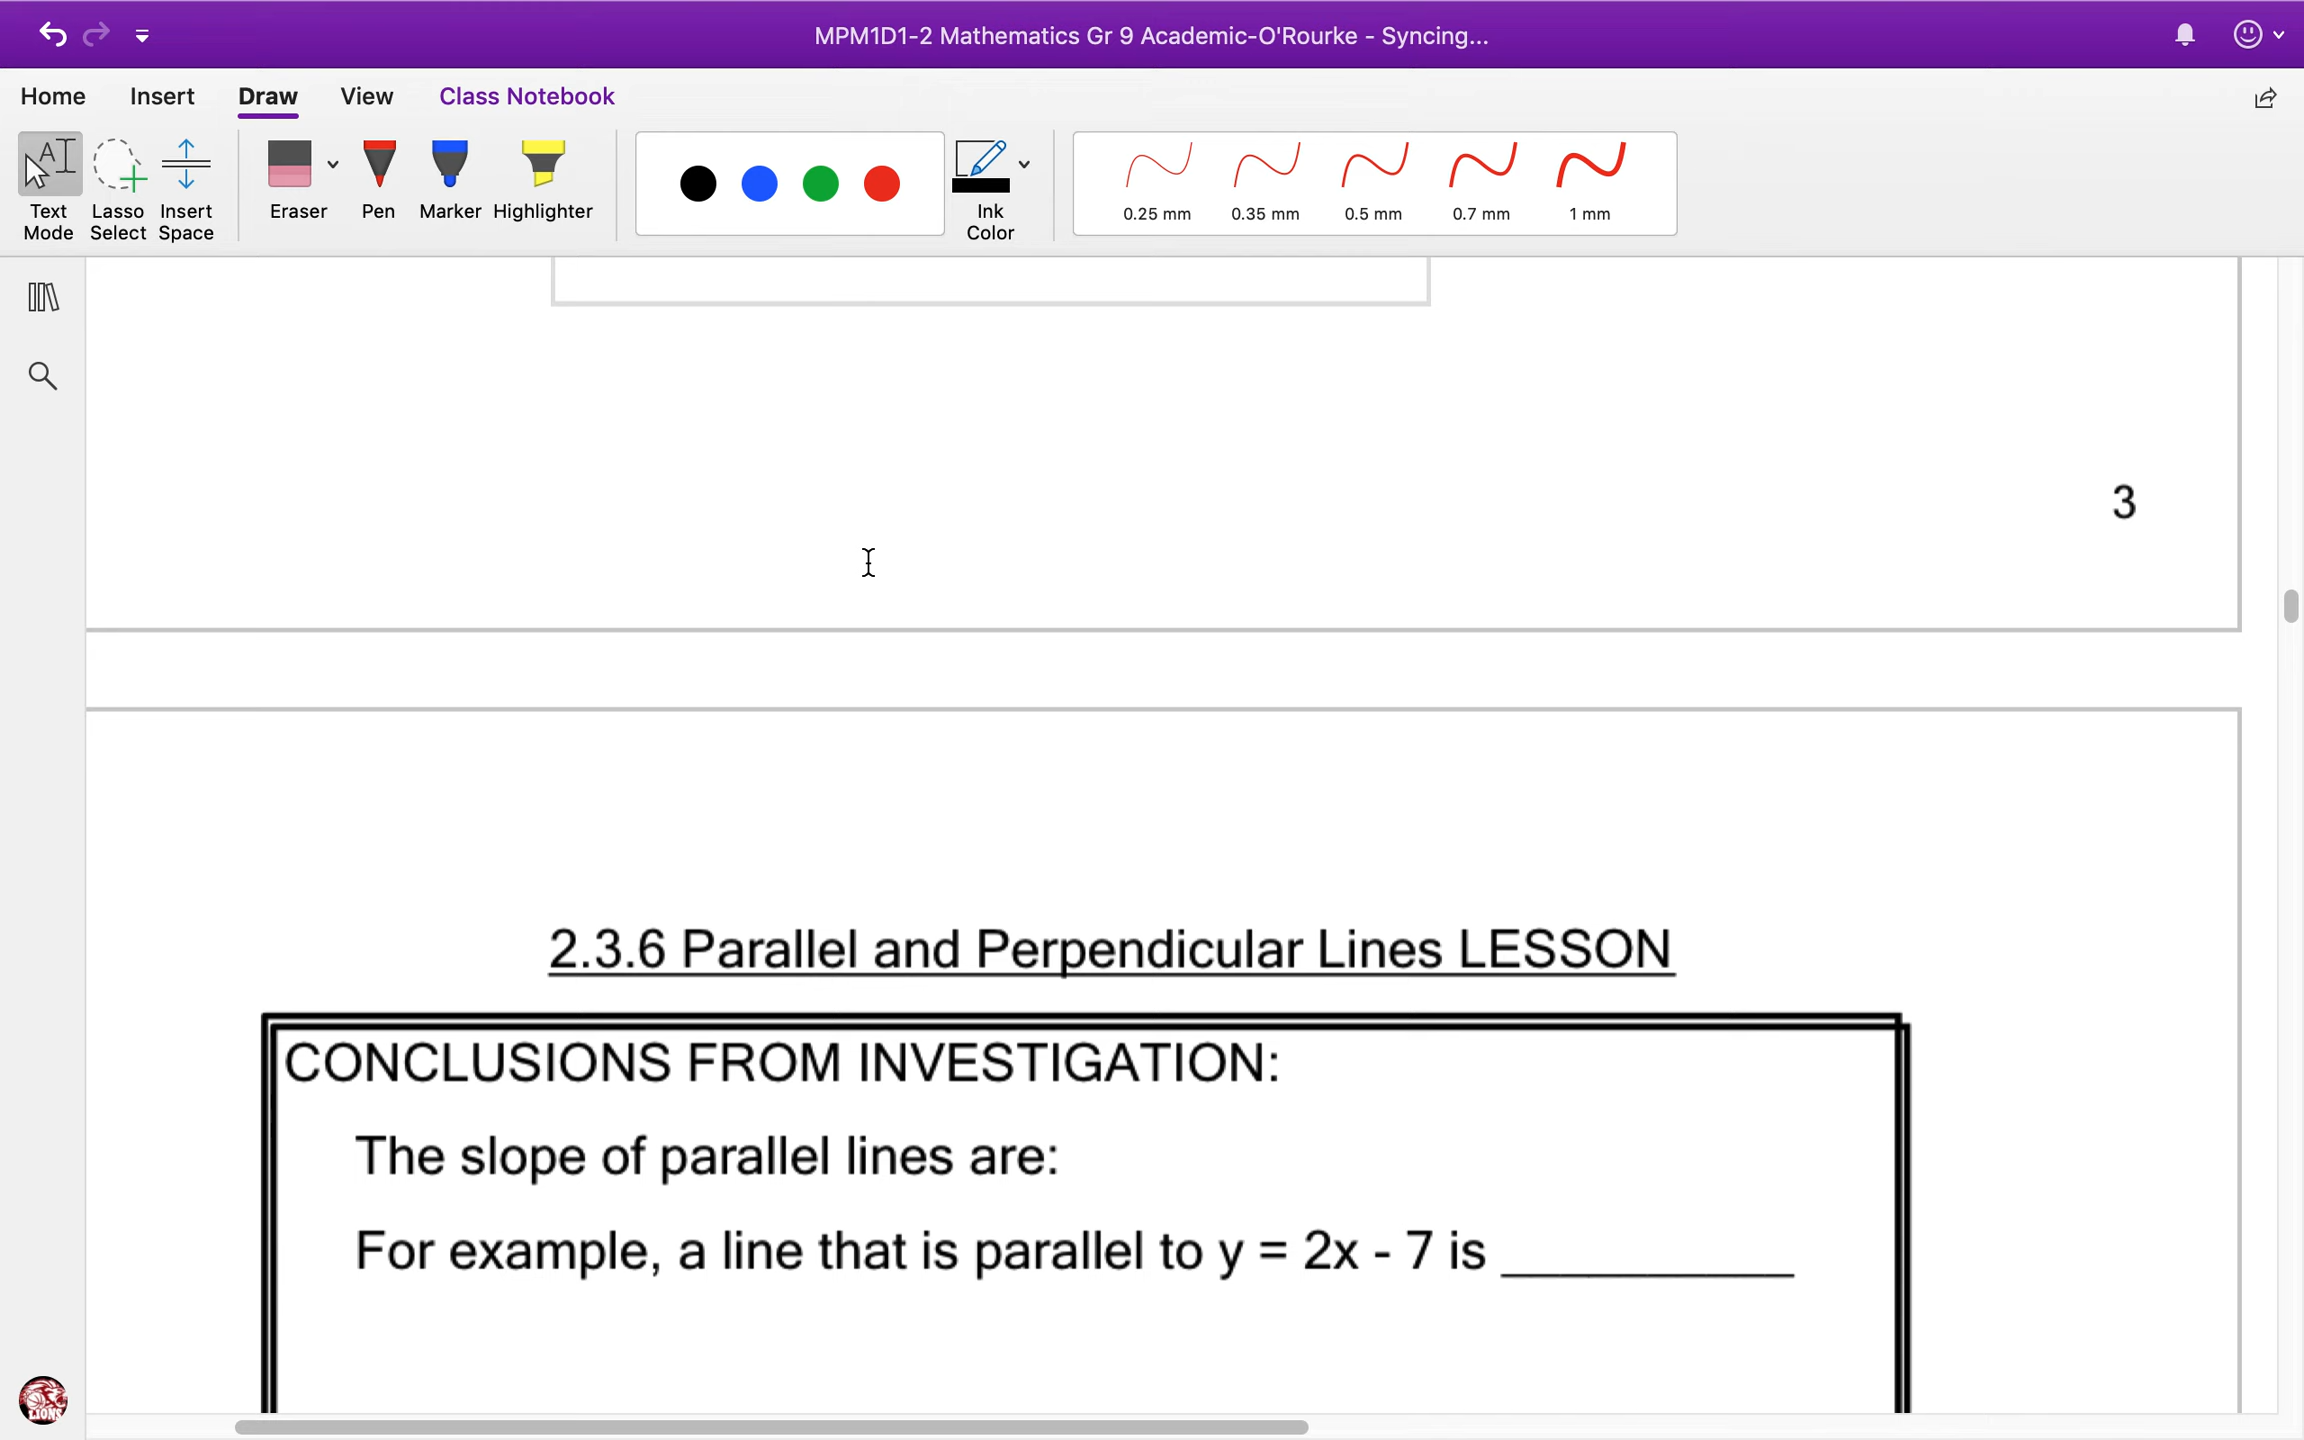 MPM1D1-2 Mathematics Gr 9 Academic-O'Rourke - Syncing...
Home Insert Draw View Class Notebook
Text Mode
Lasso Select
Insert Space
Eraser
Pen
Marker
Highlighter
Ink Color
0.25 mm
0.35 mm
0.5 mm
0.7 mm
1 mm
3
2.3.6 Parallel and Perpendicular Lines LESSON
CONCLUSIONS FROM INVESTIGATION:
The slope of parallel lines are:
For example, a line that is parallel to y = 2x - 7 is ___________
LIONS